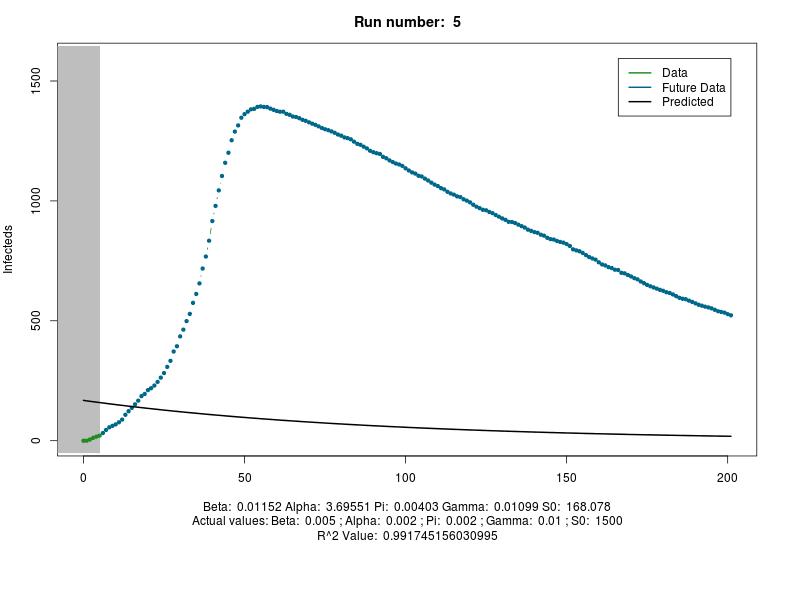 Run number: 5
1500
1000
500
0
Infecteds
Data
Future Data
Predicted
0 50 100 150 200
Beta: 0.01152 Alpha: 3.69551 Pi: 0.00403 Gamma: 0.01099 S0: 168.078
Actual values: Beta: 0.005 ; Alpha: 0.002 ; Pi: 0.002 ; Gamma: 0.01 ; S0: 1500
R^2 Value: 0.991745156030995